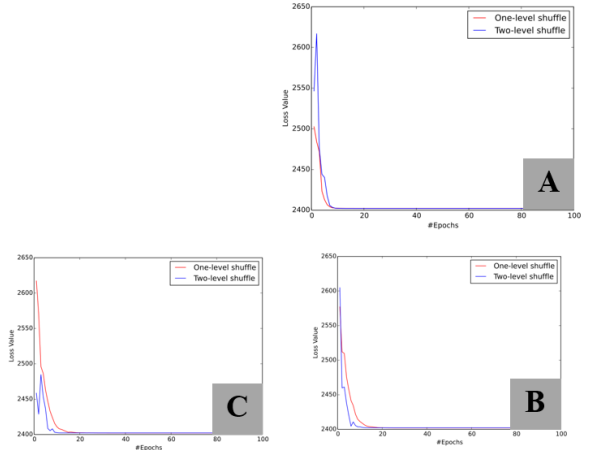 2650
2600
2550
2500
2450
2400
Loss Value
One-level shuffle
Two-level shuffle
A
0 20 40 60 80 100
#Epochs
2650
2600
2550
2500
2450
2400
Loss Value
One-level shuffle
Two-level shuffle
C
0 20 40 60 80 100
#Epochs
2650
2600
2550
2500
2450
2400
Loss Value
One-level shuffle
Two-level shuffle
B
0 20 40 60 80 100
#Epochs